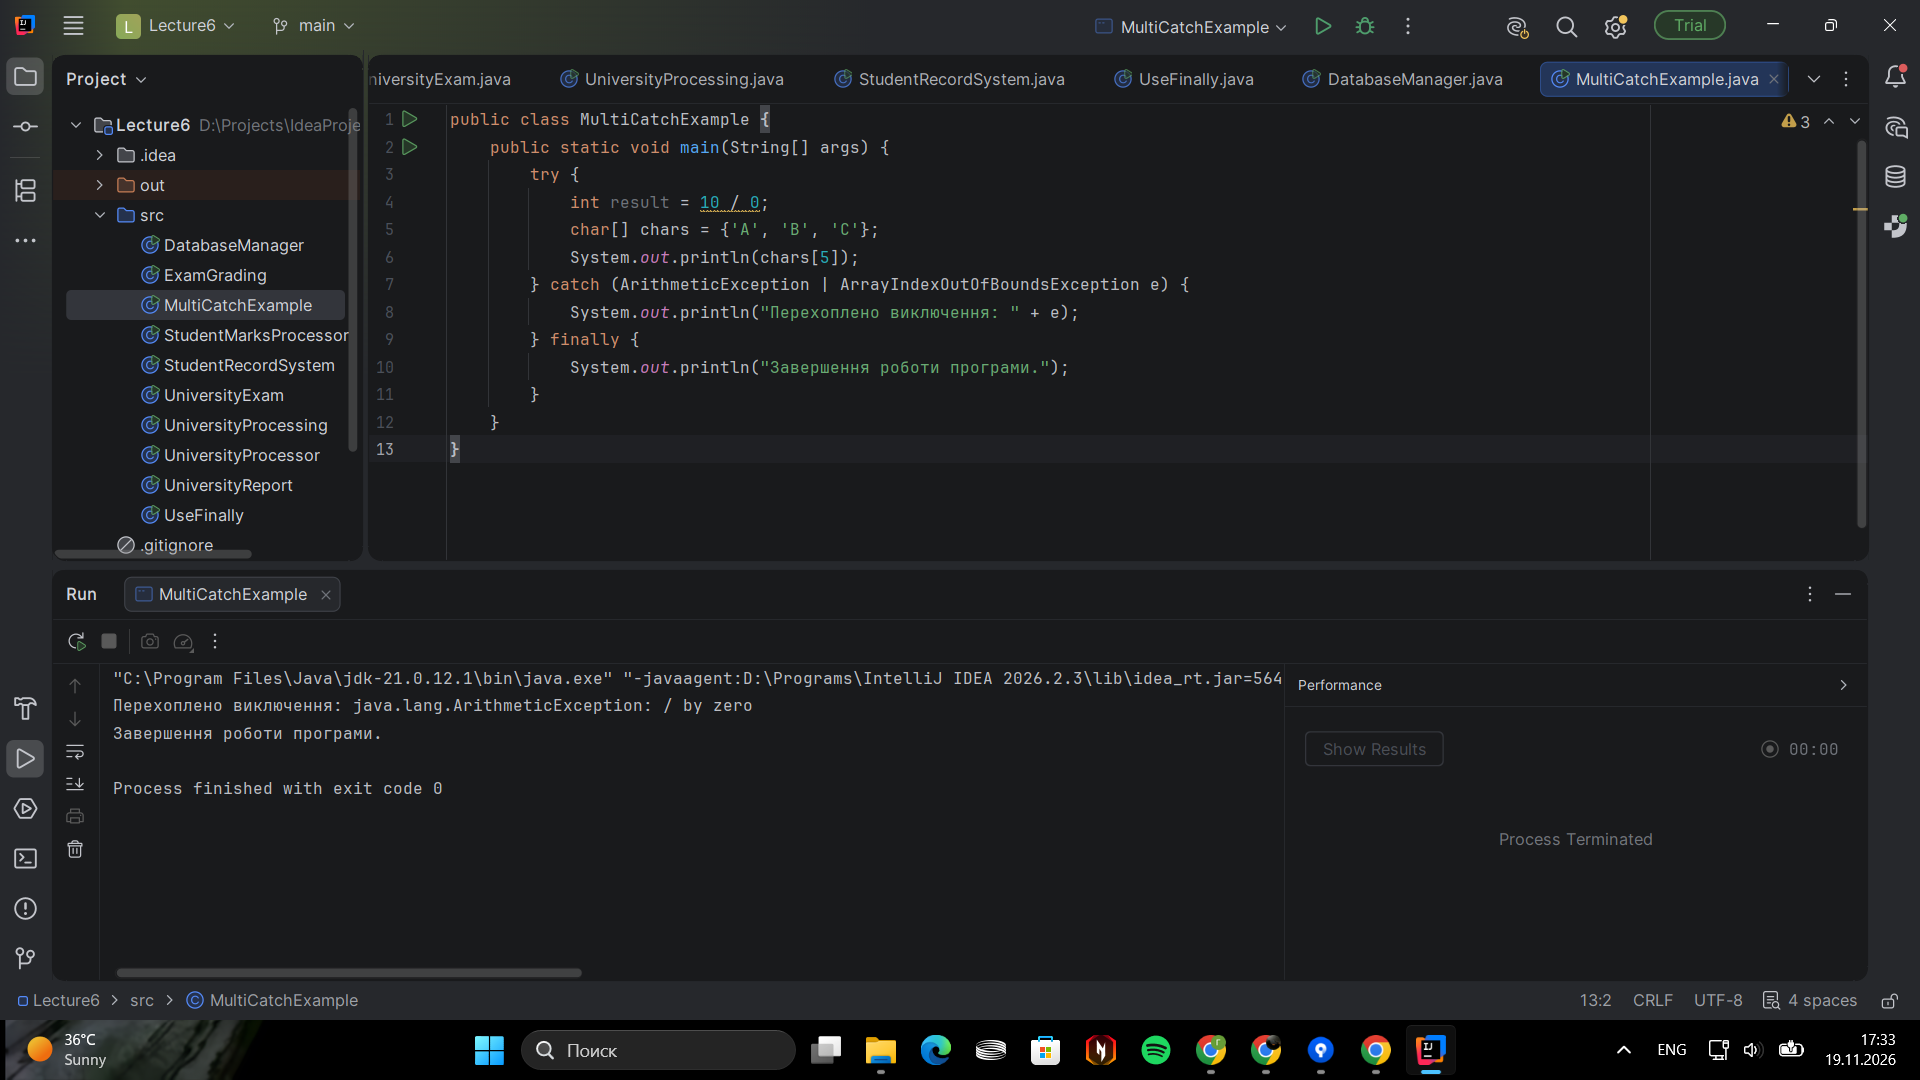 Lecture6
main
MultiCatchExample
Trial
Project
niversityExam.java
UniversityProcessing.java
StudentRecordSystem.java
UseFinally.java
DatabaseManager.java
MultiCatchExample.java
Lecture6 D:\Projects\IdeaProje
.idea
out
src
DatabaseManager
ExamGrading
MultiCatchExample
StudentMarksProcessor
StudentRecordSystem
UniversityExam
UniversityProcessing
UniversityProcessor
UniversityReport
UseFinally
.gitignore
3
1 public class MultiCatchExample {
2 public static void main(String[] args) {
3 try {
4 int result = 10 / 0;
5 char[] chars = {'A', 'B', 'C'};
6 System.out.println(chars[5]);
7 } catch (ArithmeticException | ArrayIndexOutOfBoundsException e) {
8 System.out.println("Перехоплено виключення: " + e);
9 } finally {
10 System.out.println("Завершення роботи програми.");
11 }
12 }
13 }
Run
MultiCatchExample
"C:\Program Files\Java\jdk-21.0.12.1\bin\java.exe" "-javaagent:D:\Programs\IntelliJ IDEA 2026.2.3\lib\idea_rt.jar=564
Перехоплено виключення: java.lang.ArithmeticException: / by zero
Завершення роботи програми.
Process finished with exit code 0
Performance
Show Results
00:00
Process Terminated
Lecture6 > src > MultiCatchExample
13:2 CRLF UTF-8 4 spaces
36°C
Sunny
Поиск
ENG
17:33
19.11.2026